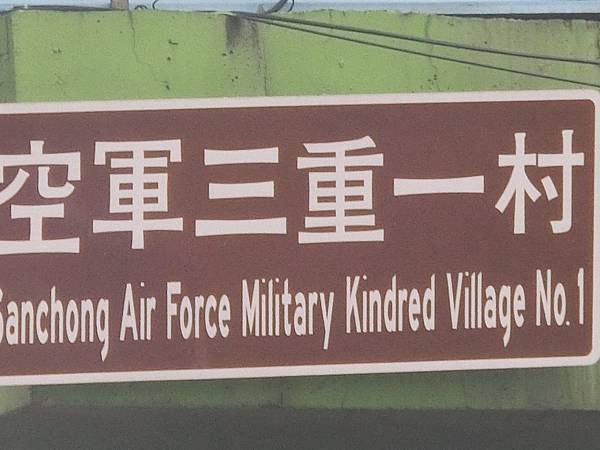 空軍三重一村
Sanchong Air Force Military Kindred Village No.1